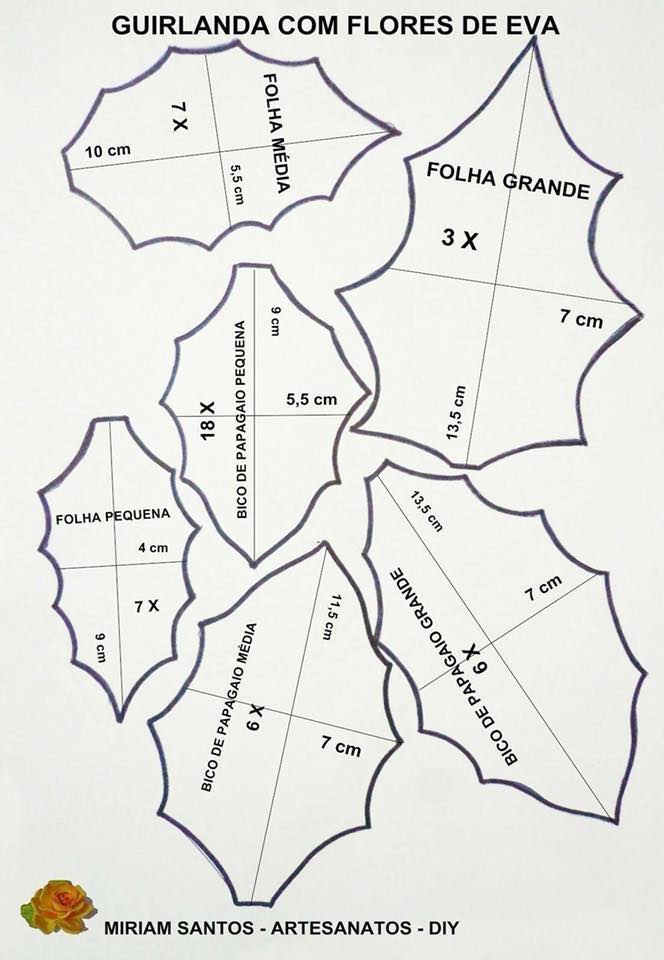 GUIRLANDA COM FLORES DE EVA
FOLHA MÉDIA
7 X
10 cm
5,5 cm
FOLHA GRANDE
3 X
7 cm
13,5 cm
BICO DE PAPAGAIO PEQUENA
18 X
9 cm
5,5 cm
FOLHA PEQUENA
4 cm
7 X
9 cm
BICO DE PAPAGAIO GRANDE
6 X
13,5 cm
7 cm
BICO DE PAPAGAIO MÉDIA
9 X
11,5 cm
7 cm
MIRIAM SANTOS - ARTESANATOS - DIY